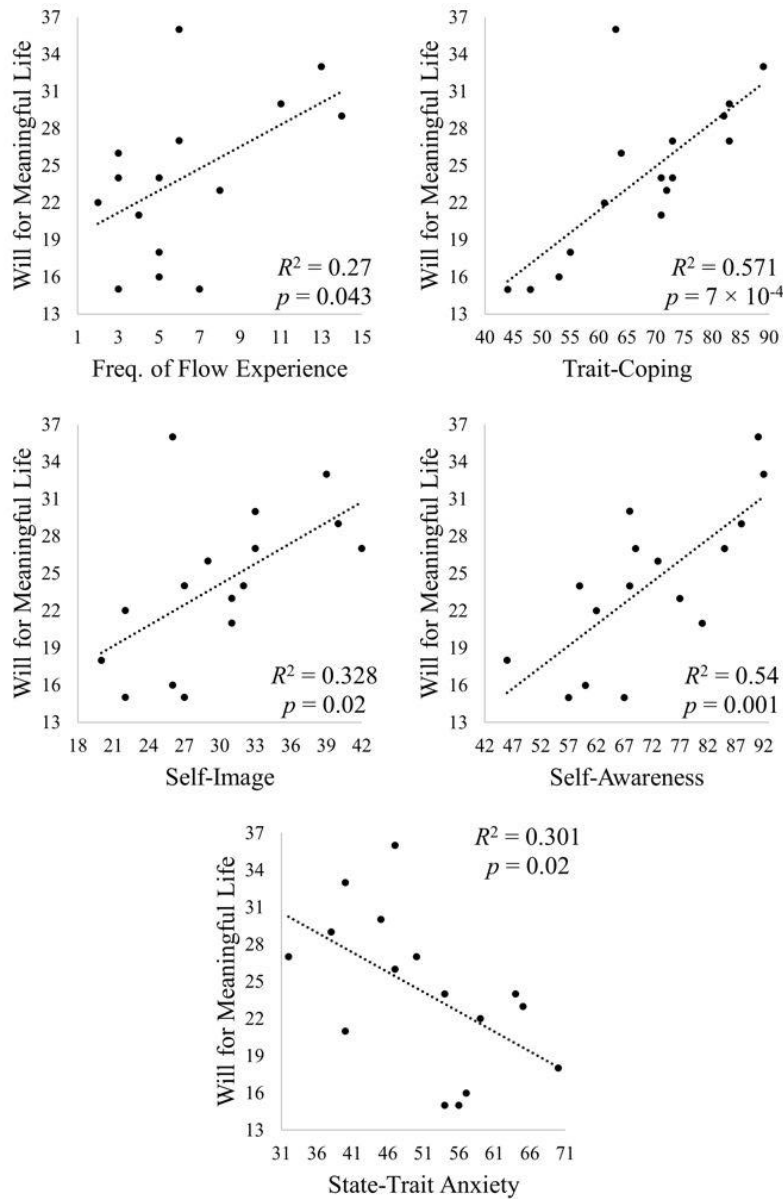 37
34
31
28
25
22
19
16
13
Will for Meaningful Life
R² = 0.27
p = 0.043
1 3 5 7 9 11 13 15
Freq. of Flow Experience
37
34
31
28
25
22
19
16
13
Will for Meaningful Life
R² = 0.571
p = 7 × 10⁻⁴
40 45 50 55 60 65 70 75 80 85 90
Trait-Coping
37
34
31
28
25
22
19
16
13
Will for Meaningful Life
R² = 0.328
p = 0.02
18 21 24 27 30 33 36 39 42
Self-Image
37
34
31
28
25
22
19
16
13
Will for Meaningful Life
R² = 0.54
p = 0.001
42 47 52 57 62 67 72 77 82 87 92
Self-Awareness
37
34
31
28
25
22
19
16
13
Will for Meaningful Life
R² = 0.301
p = 0.02
31 36 41 46 51 56 61 66 71
State-Trait Anxiety